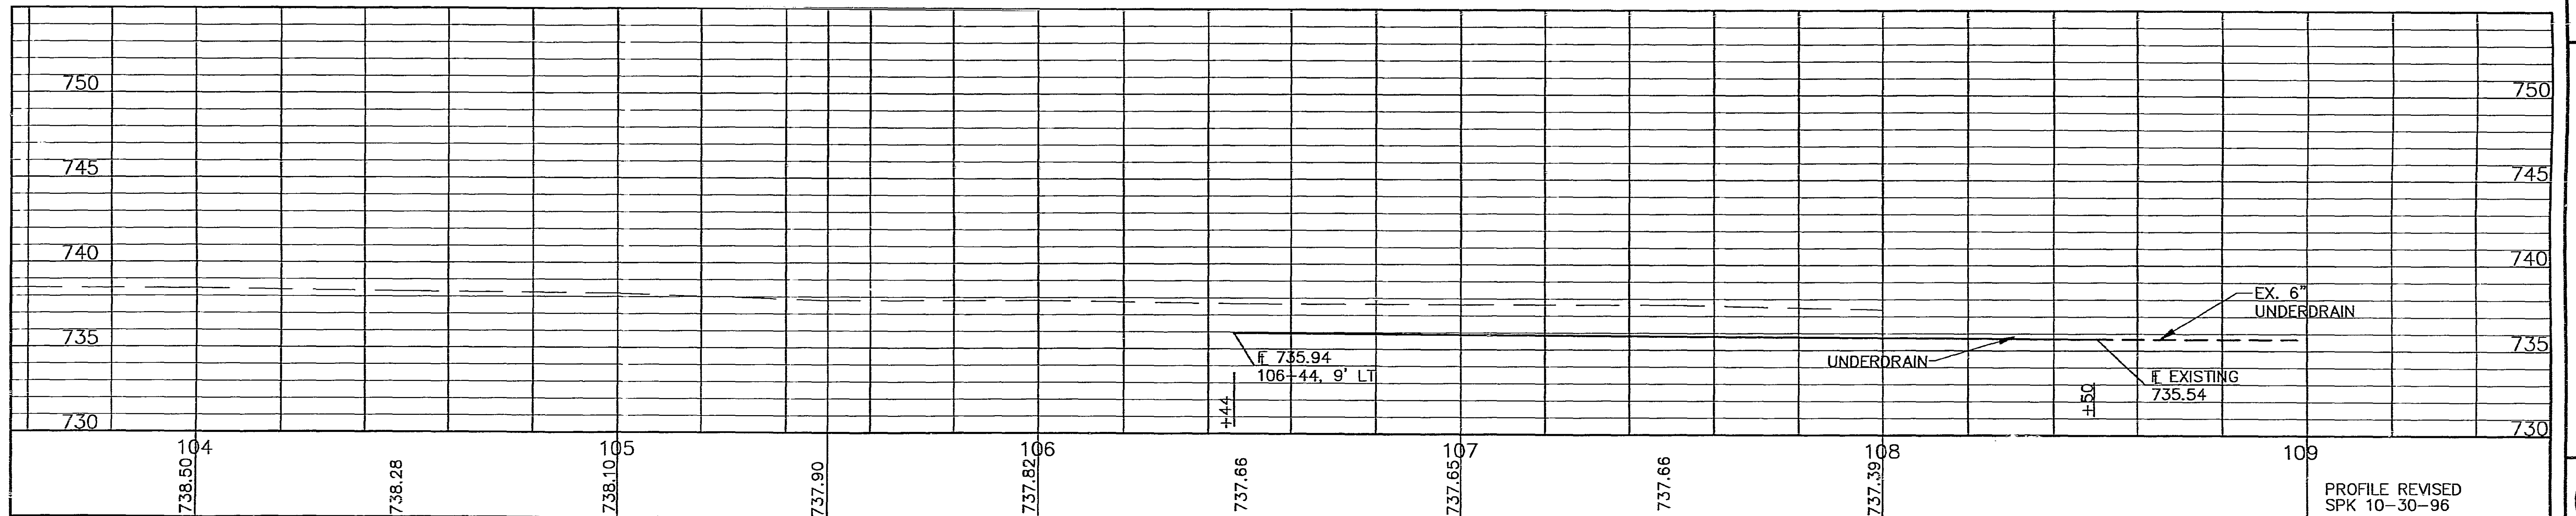 750 750
745 745
740 740
EX. 6"
UNDERDRAIN
735 735
FL 735.94
106-44, 9' LT
UNDERDRAIN
FL EXISTING
735.54
+44
+50
730 730
104 105 106 107 108 109
738.50 738.28 738.10 737.90 737.82 737.66 737.65 737.66 737.39
PROFILE REVISED
SPK 10-30-96